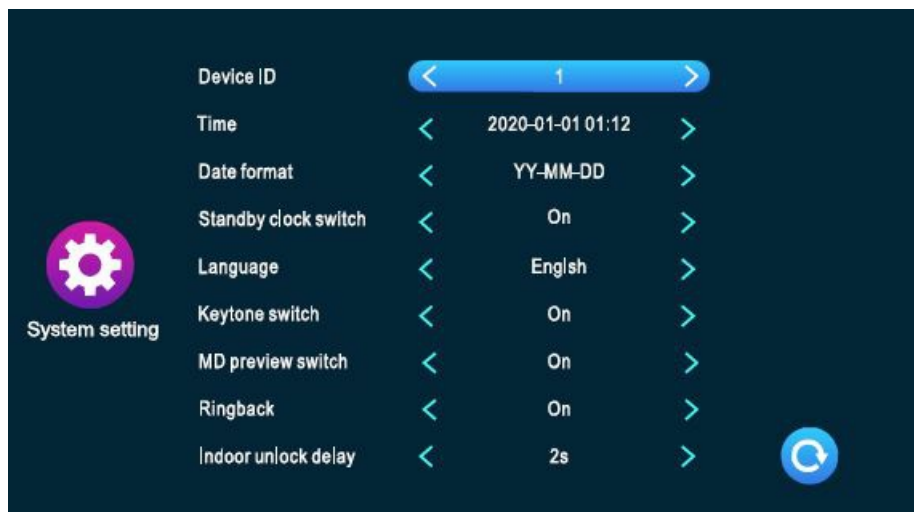 Device ID
1
Time
2020-01-01 01:12
Date format
YY-MM-DD
Standby clock switch
On
Language
Englsh
Keytone switch
On
System setting
MD preview switch
On
Ringback
On
Indoor unlock delay
2s